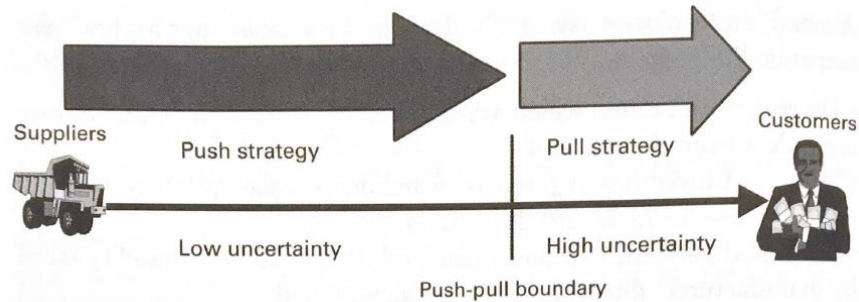 Suppliers
Customers
Push strategy
Pull strategy
Low uncertainty
High uncertainty
Push-pull boundary